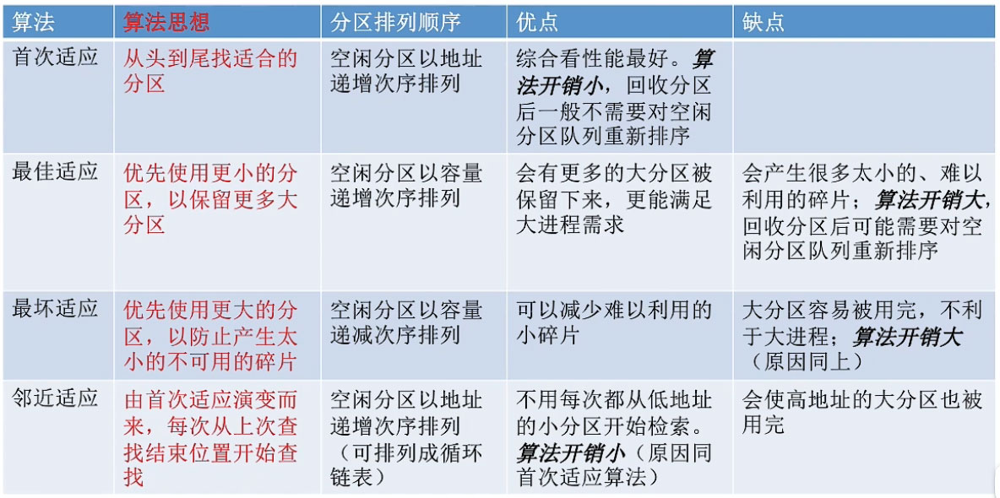 算法
算法思想
分区排列顺序
优点
缺点
首次适应
从头到尾找适合的
分区
空闲分区以地址
递增次序排列
综合看性能最好。算
法开销小，回收分区
后一般不需要对空闲
分区队列重新排序
最佳适应
优先使用更小的分
区，以保留更多大
分区
空闲分区以容量
递增次序排列
会有更多的大分区被
保留下来，更能满足
大进程需求
会产生很多太小的、难以
利用的碎片；算法开销大，
回收分区后可能需要对空
闲分区队列重新排序
最坏适应
优先使用更大的分
区，以防止产生太
小的不可用的碎片
空闲分区以容量
递减次序排列
可以减少难以利用的
小碎片
大分区容易被用完，不利
于大进程；算法开销大
（原因同上）
邻近适应
由首次适应演变而
来，每次从上次查
找结束位置开始查
找
空闲分区以地址
递增次序排列
（可排列成循环
链表）
不用每次都从低地址
的小分区开始检索。
算法开销小（原因同
首次适应算法）
会使高地址的大分区也被
用完